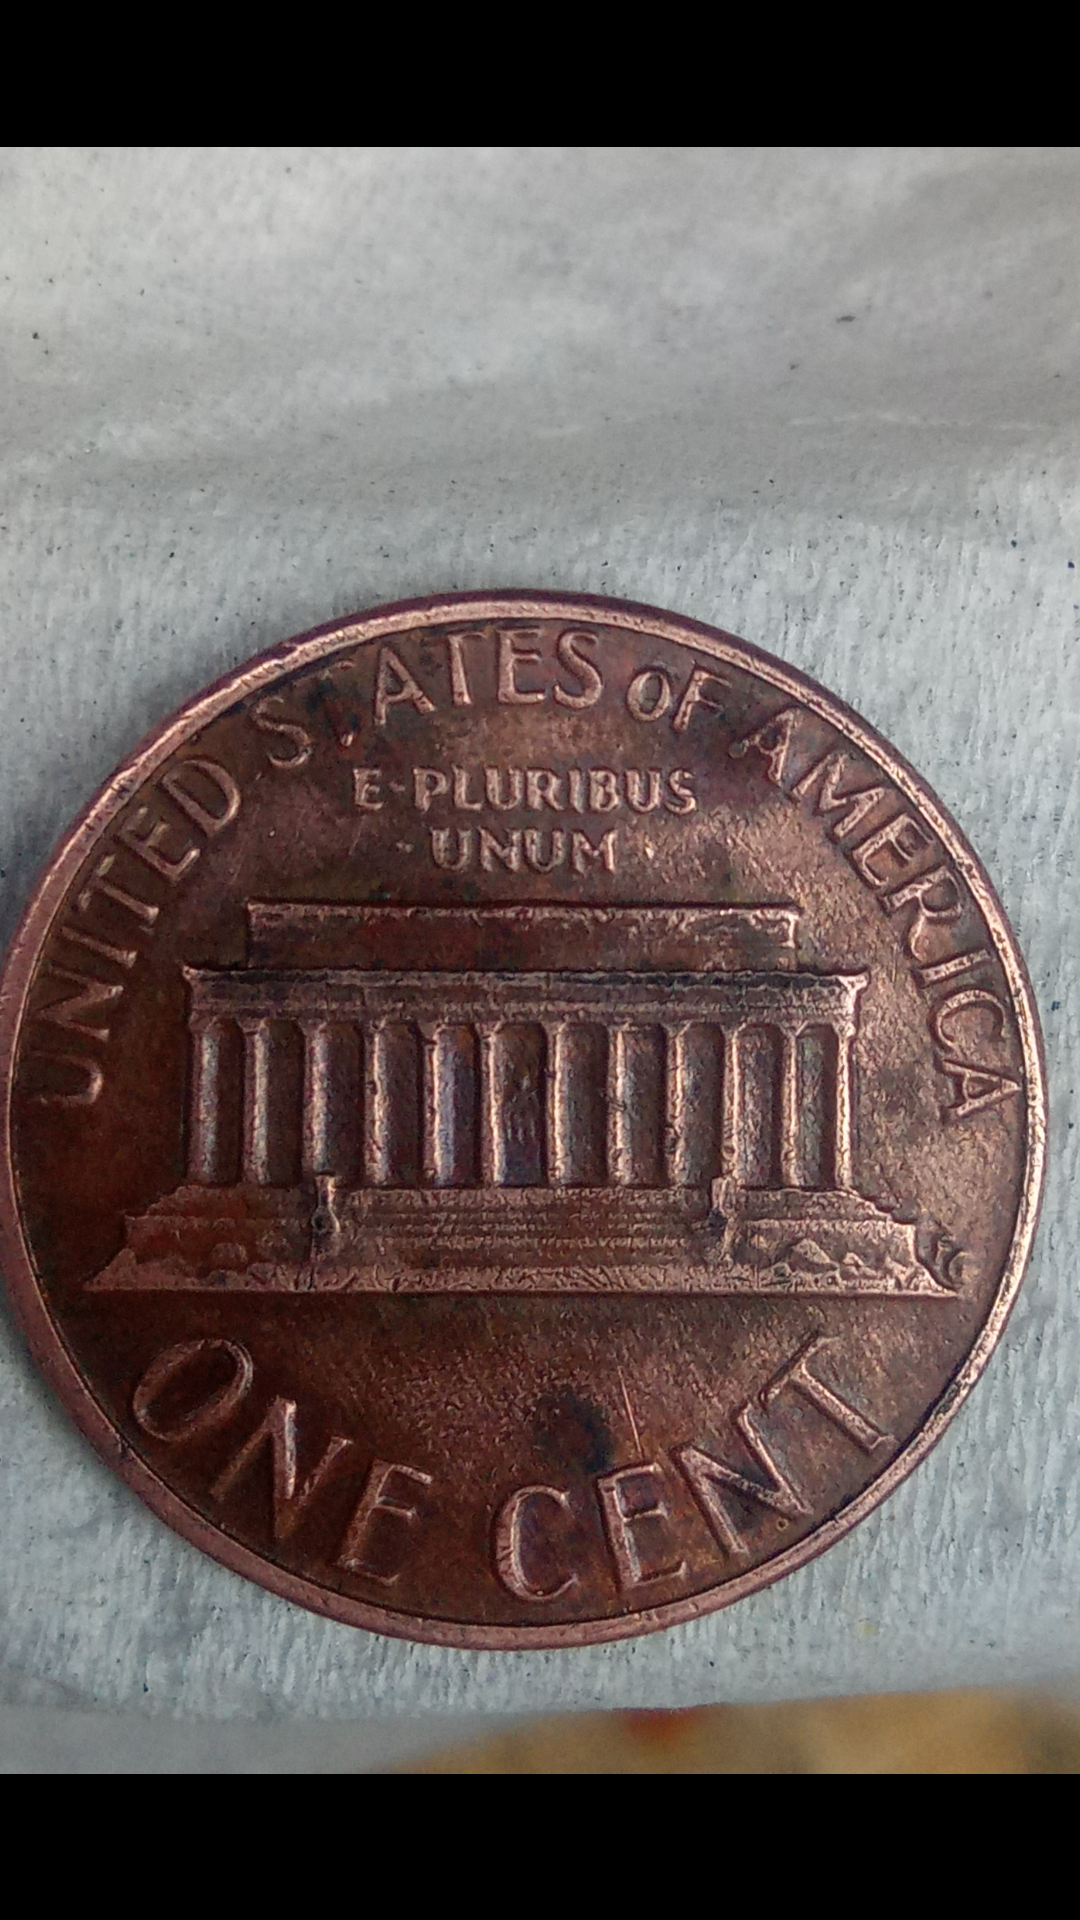 UNITED STATES OF AMERICA
E·PLURIBUS
·UNUM·
ONE CENT